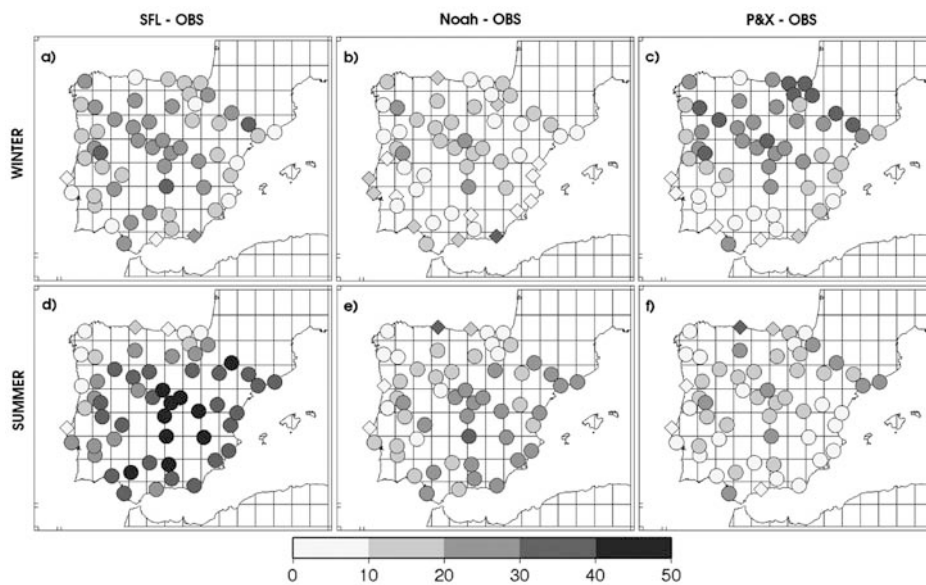 SFL - OBS Noah - OBS P&X - OBS
WINTER
a) b) c)
SUMMER
d) e) f)
0 10 20 30 40 50